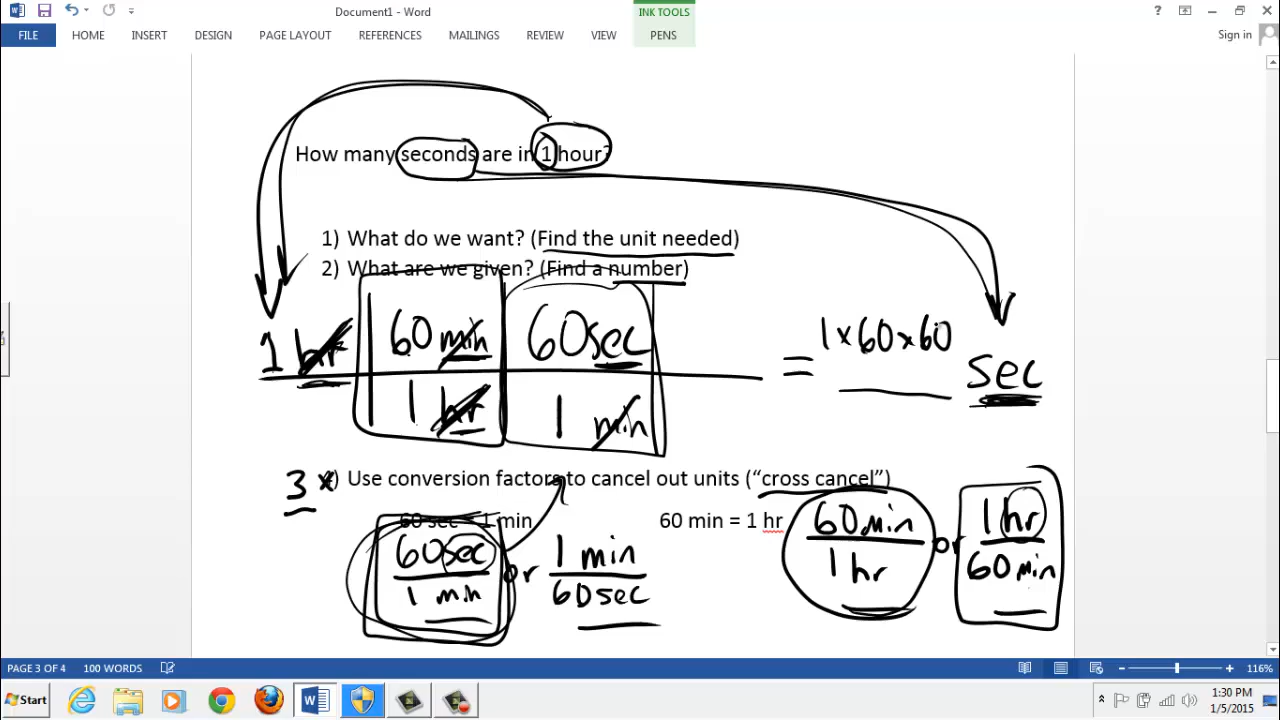 Document1 - Word
INK TOOLS
?
FILE
HOME
INSERT
DESIGN
PAGE LAYOUT
REFERENCES
MAILINGS
REVIEW
VIEW
PENS
Sign in
How many seconds are in 1 hour?
1) What do we want? (Find the unit needed)
2) What are we given? (Find a number)
1 hr 60 min 60 sec = 1 x 60 x 60 sec
1 hr 1 min
3 ) Use conversion factors to cancel out units (“cross cancel”)
60 sec = 1 min 60 min = 1 hr
60 sec or 1 min 60 min or 1 hr
1 min 60 sec 1 hr 60 min
PAGE 3 OF 4
100 WORDS
116%
Start
1:30 PM
1/5/2015